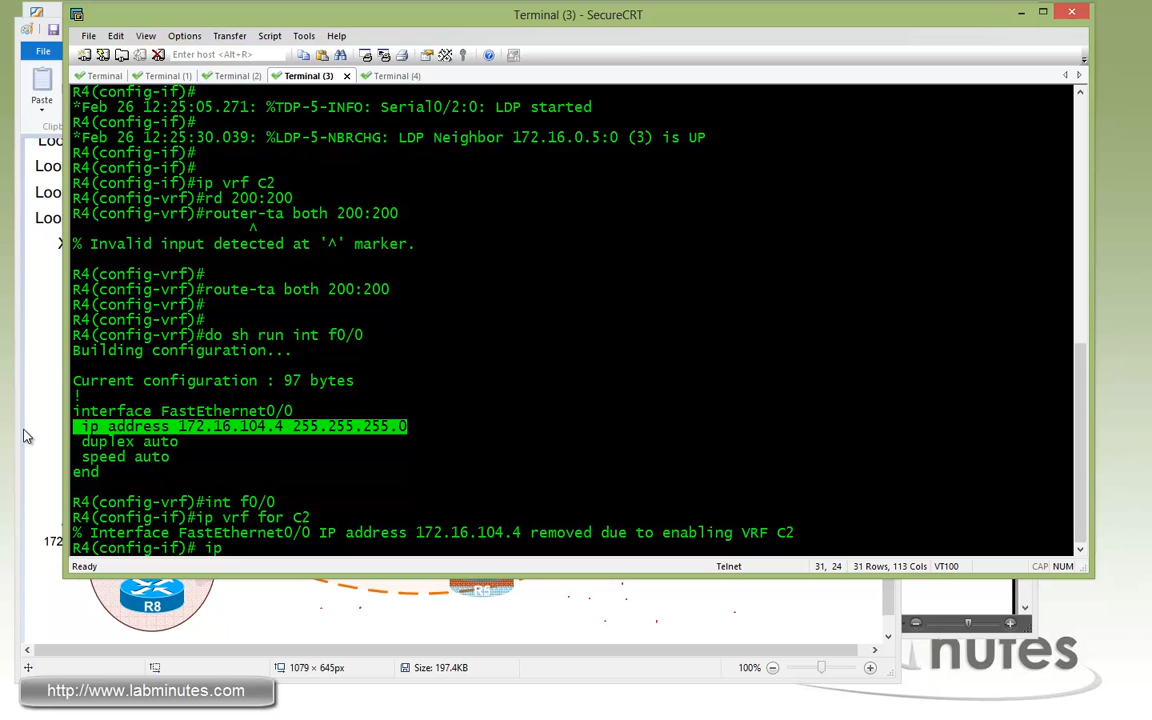 Terminal (3) - SecureCRT
File Edit View Options Transfer Script Tools Help
Enter host <Alt+R>
Terminal Terminal (1) Terminal (2) Terminal (3) Terminal (4)
File
Paste
Clipb
Loo
Loo
Loo
Loo
172
R4(config-if)#
*Feb 26 12:25:05.271: %TDP-5-INFO: Serial0/2:0: LDP started
R4(config-if)#
*Feb 26 12:25:30.039: %LDP-5-NBRCHG: LDP Neighbor 172.16.0.5:0 (3) is UP
R4(config-if)#
R4(config-if)#
R4(config-if)#ip vrf C2
R4(config-vrf)#rd 200:200
R4(config-vrf)#router-ta both 200:200
^
% Invalid input detected at '^' marker.
R4(config-vrf)#
R4(config-vrf)#route-ta both 200:200
R4(config-vrf)#
R4(config-vrf)#
R4(config-vrf)#do sh run int f0/0
Building configuration...
Current configuration : 97 bytes
!
interface FastEthernet0/0
ip address 172.16.104.4 255.255.255.0
duplex auto
speed auto
end
R4(config-vrf)#int f0/0
R4(config-if)#ip vrf for C2
% Interface FastEthernet0/0 IP address 172.16.104.4 removed due to enabling VRF C2
R4(config-if)# ip
Ready Telnet 31, 24 31 Rows, 113 Cols VT100 CAP NUM
R8
1079 × 645px Size: 197.4KB 100%
nutes
http://www.labminutes.com